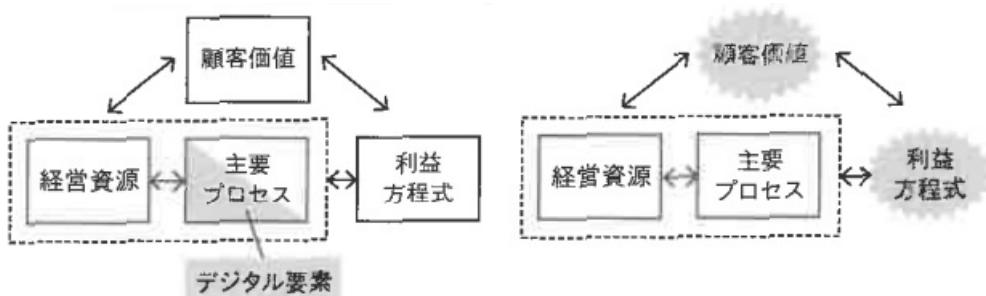 顧客価値
経営資源
主要
プロセス
利益
方程式
デジタル要素
顧客価値
経営資源
主要
プロセス
利益
方程式